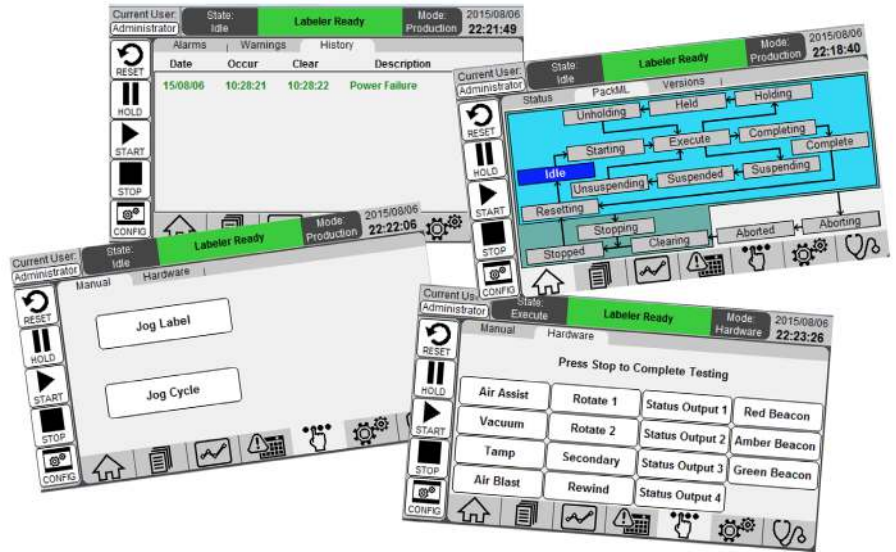 Current User: State: Labeler Ready Mode: 2015/08/06
Administrator Idle Production 22:21:49
Alarms Warnings History
Date Occur Clear Description
15/08/06 10:28:21 10:28:22 Power Failure
RESET
HOLD
START
STOP
CONFIG
Current User: State: Labeler Ready Mode: 2015/08/06
Administrator Idle Production 22:18:40
Status PackML Versions
Unholding Held Holding
Starting Execute Completing
Complete
Idle
Unsuspending Suspended Suspending
Resetting
Stopping
Stopped Clearing Aborted Aborting
RESET
HOLD
START
STOP
CONFIG
Current User: State: Labeler Ready Mode: 2015/08/06
Administrator Idle Production 22:22:06
Manual Hardware
Jog Label
Jog Cycle
RESET
HOLD
START
STOP
CONFIG
Current State: Labeler Ready Mode: 2015/08/06
Execute Hardware 22:23:26
Manual Hardware
Press Stop to Complete Testing
Air Assist Rotate 1 Status Output 1 Red Beacon
Vacuum Rotate 2 Status Output 2 Amber Beacon
Tamp Secondary Status Output 3 Green Beacon
Air Blast Rewind Status Output 4
RESET
HOLD
START
STOP
CONFIG